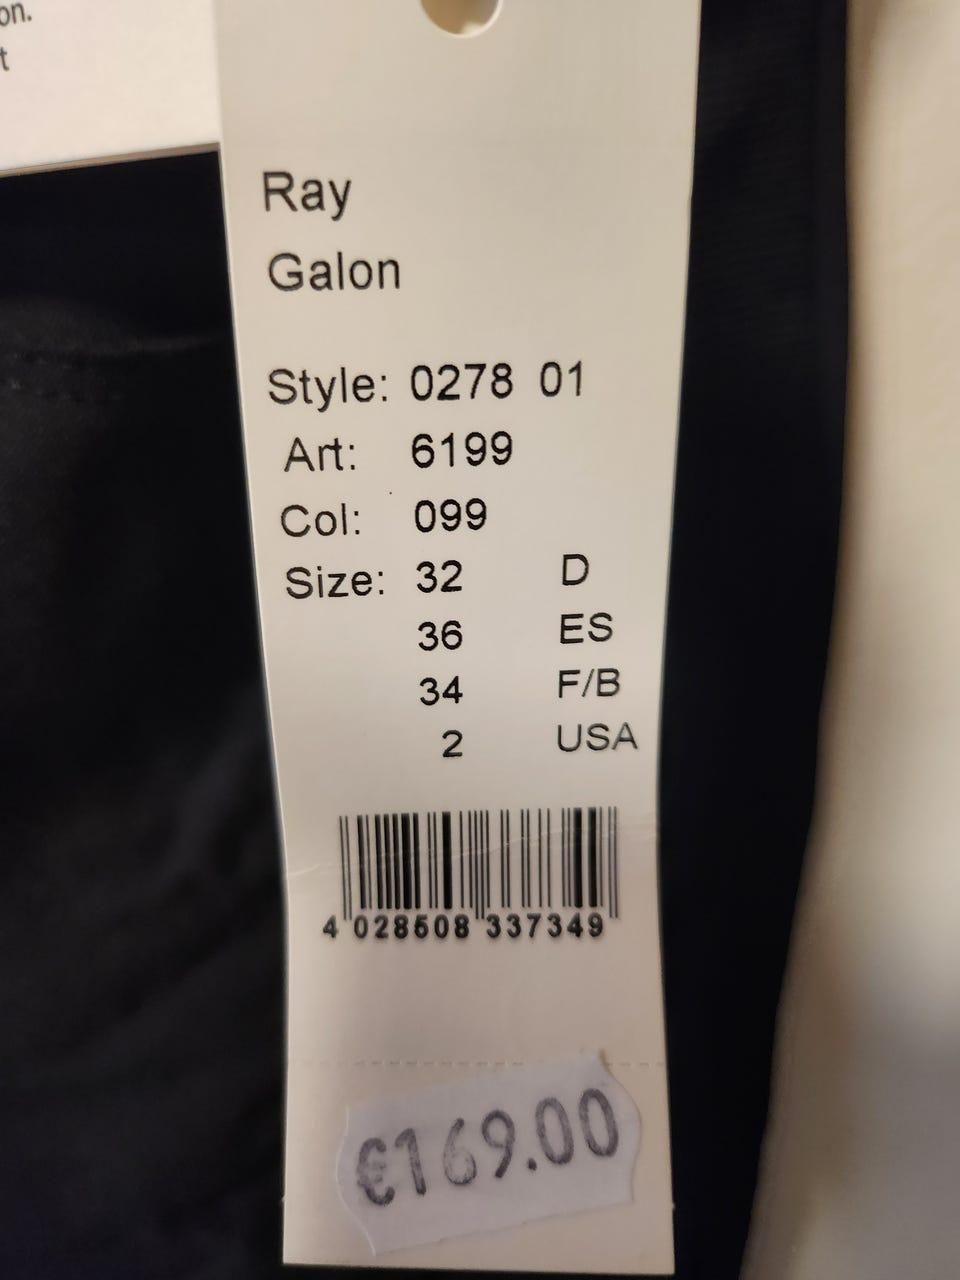 on.
t
Ray
Galon
Style: 0278 01
Art: 6199
Col: 099
Size: 32 D
36 ES
34 F/B
2 USA
4 028508 337349
€169.00